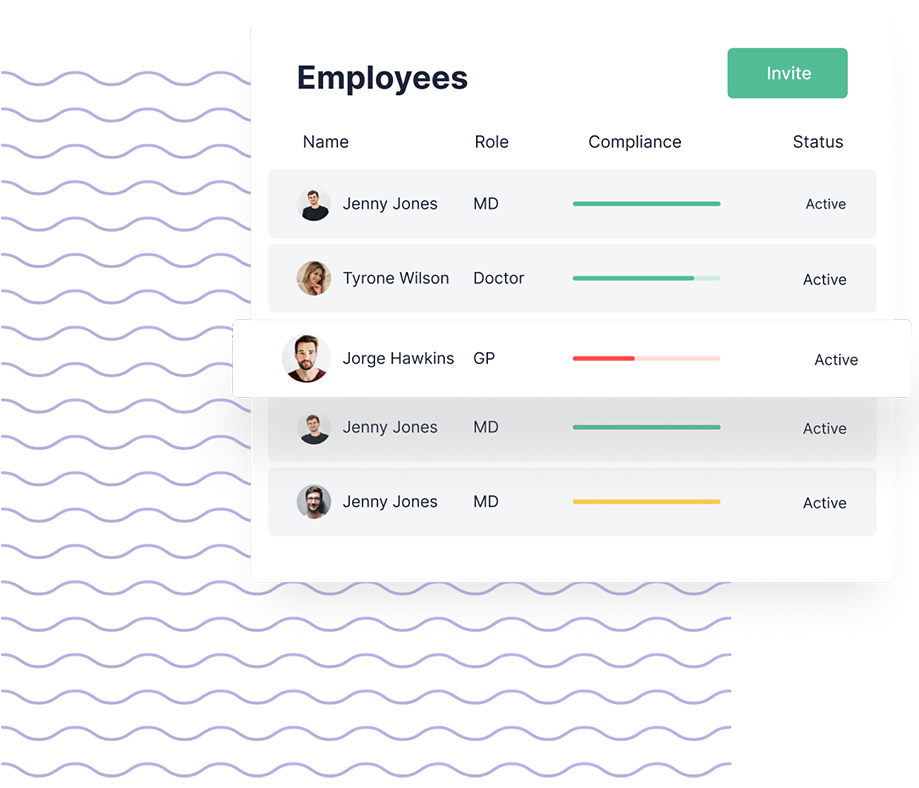 Employees
Invite
Name Role Compliance Status
Jenny Jones MD Active
Tyrone Wilson Doctor Active
Jorge Hawkins GP Active
Jenny Jones MD Active
Jenny Jones MD Active